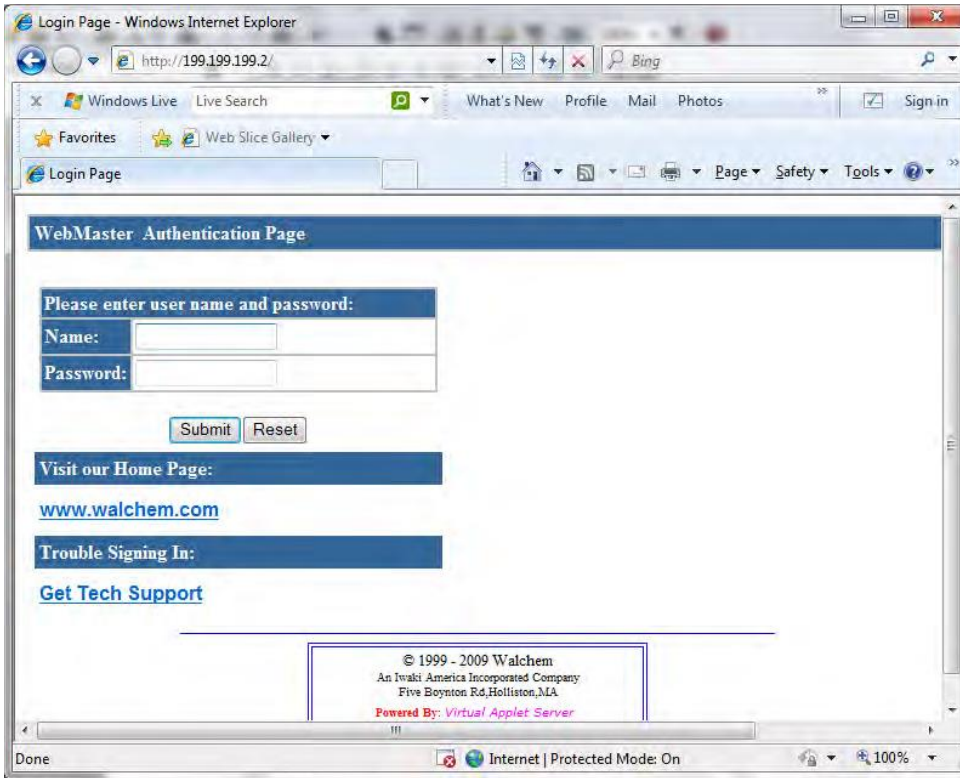 Login Page - Windows Internet Explorer
http://199.199.199.2/
Bing
Windows Live Live Search What's New Profile Mail Photos Sign in
Favorites Web Slice Gallery
Login Page Page Safety Tools
WebMaster Authentication Page
Please enter user name and password:
Name:
Password:
Submit Reset
Visit our Home Page:
www.walchem.com
Trouble Signing In:
Get Tech Support
© 1999 - 2009 Walchem
An Iwaki America Incorporated Company
Five Boynton Rd,Holliston,MA
Powered By: Virtual Applet Server
Done Internet | Protected Mode: On 100%